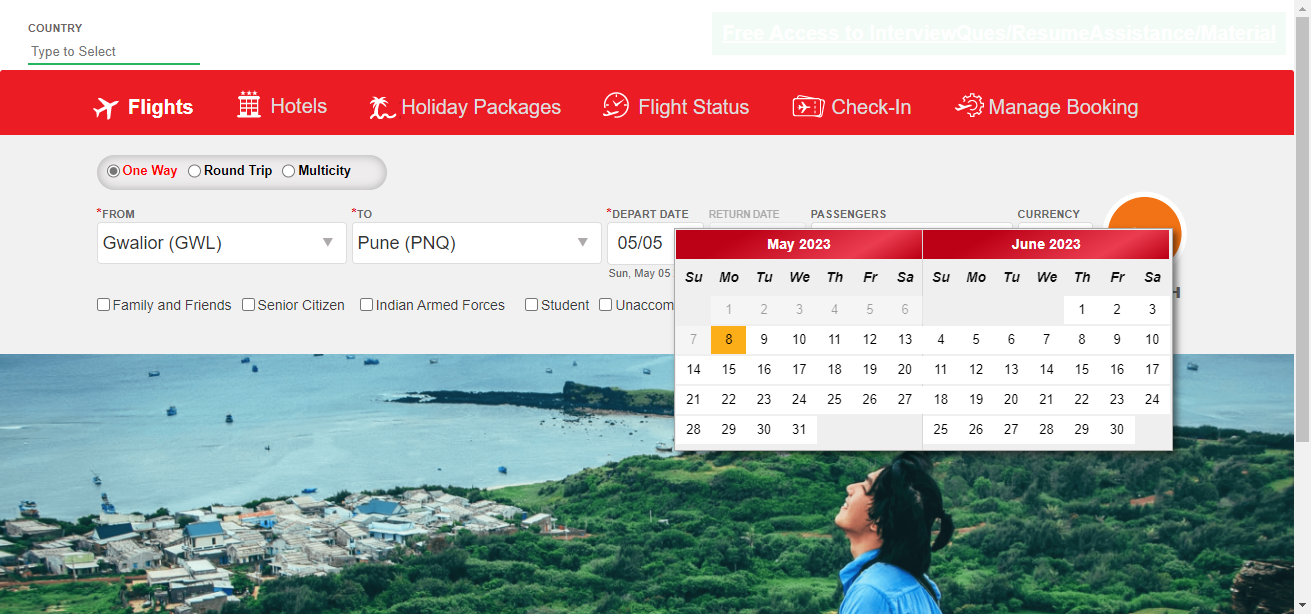 COUNTRY
Type to Select
Free Access to InterviewQues/ResumeAssistance/Material
Flights
Hotels
Holiday Packages
Flight Status
Check-In
Manage Booking
One Way Round Trip Multicity
*FROM
*TO
*DEPART DATE
RETURN DATE
PASSENGERS
CURRENCY
Gwalior (GWL)
Pune (PNQ)
05/05
Sun, May 05
Family and Friends Senior Citizen Indian Armed Forces Student Unaccom
H
May 2023
Su Mo Tu We Th Fr Sa
1 2 3 4 5 6
7 8 9 10 11 12 13
14 15 16 17 18 19 20
21 22 23 24 25 26 27
28 29 30 31
June 2023
Su Mo Tu We Th Fr Sa
1 2 3
4 5 6 7 8 9 10
11 12 13 14 15 16 17
18 19 20 21 22 23 24
25 26 27 28 29 30